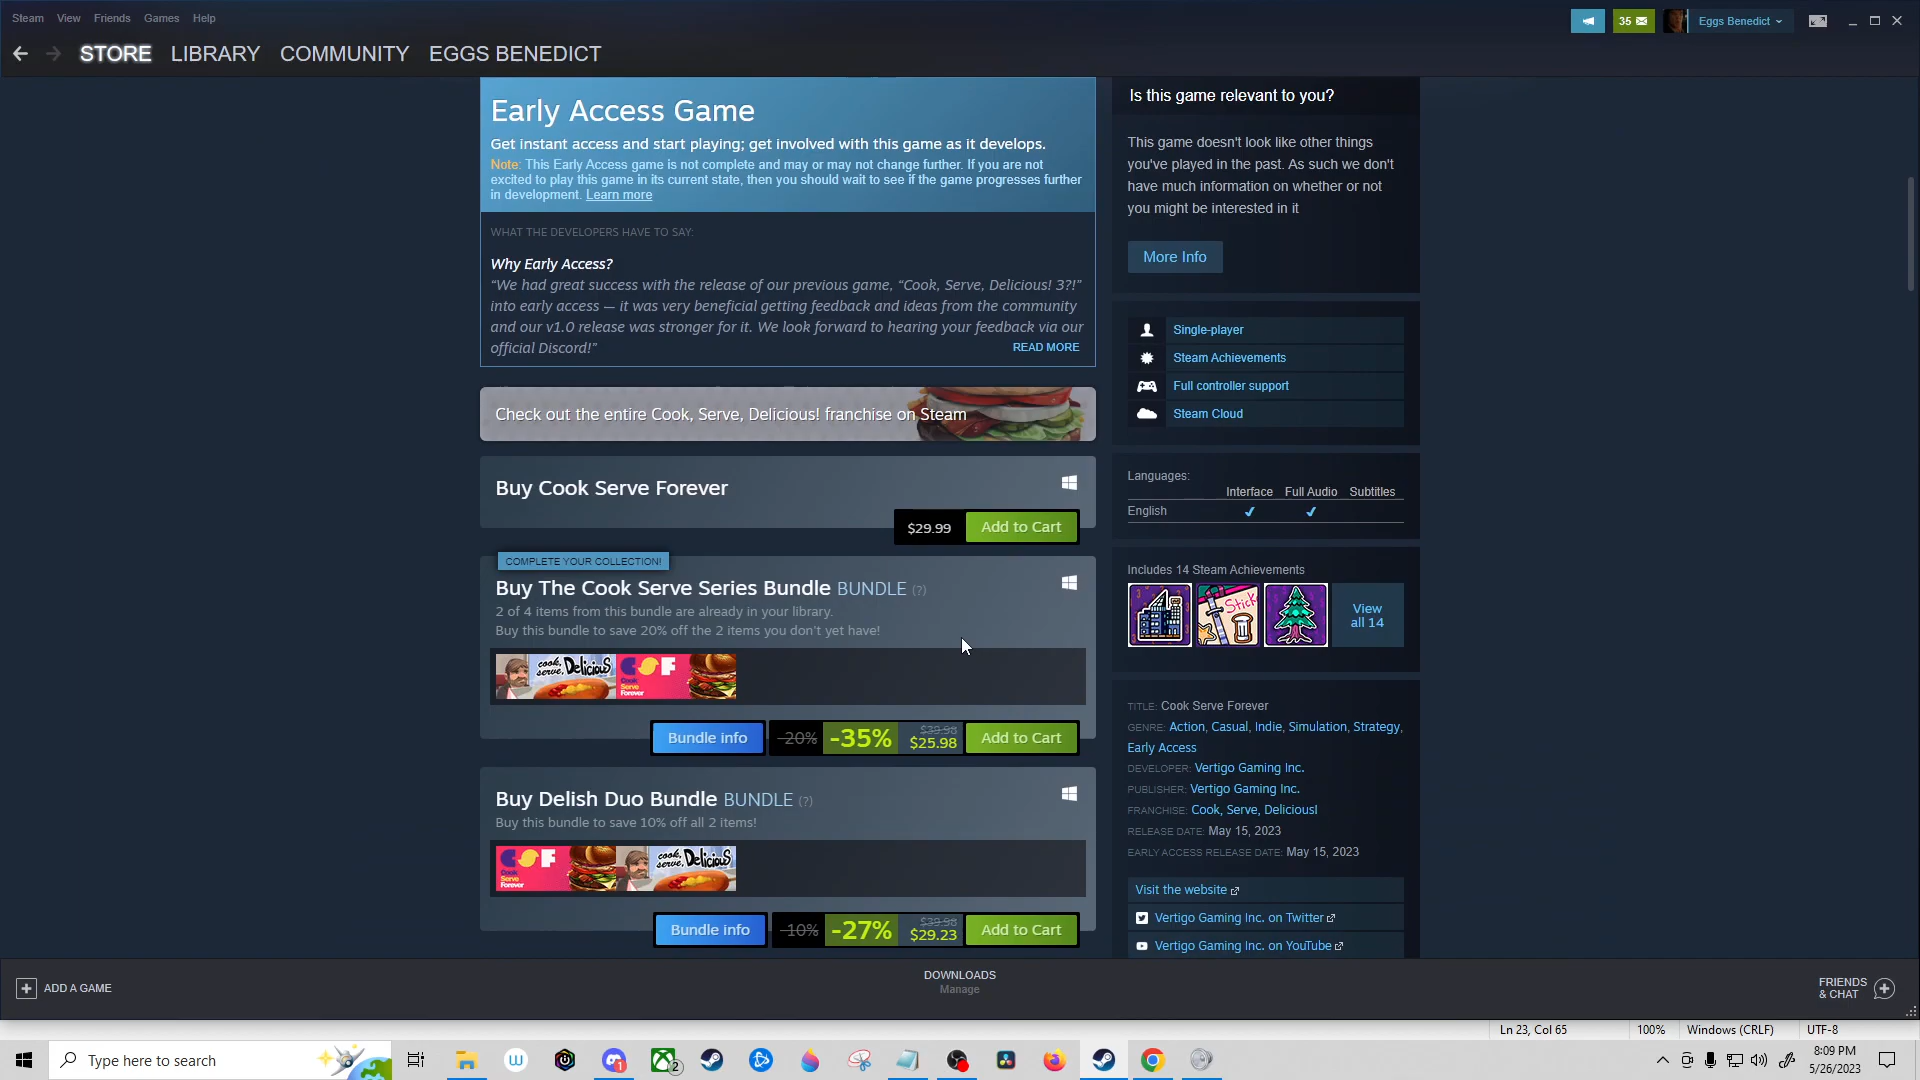 Steam View Friends Games Help
35
Eggs Benedict
STORE LIBRARY COMMUNITY EGGS BENEDICT
Early Access Game
Get instant access and start playing; get involved with this game as it develops.
Note: This Early Access game is not complete and may or may not change further. If you are not
excited to play this game in its current state, then you should wait to see if the game progresses further
in development. Learn more
WHAT THE DEVELOPERS HAVE TO SAY:
Why Early Access?
“We had great success with the release of our previous game, “Cook, Serve, Delicious! 3?!”
into early access — it was very beneficial getting feedback and ideas from the community
and our v1.0 release was stronger for it. We look forward to hearing your feedback via our
official Discord!”
READ MORE
Check out the entire Cook, Serve, Delicious! franchise on Steam
Buy Cook Serve Forever
$29.99 Add to Cart
COMPLETE YOUR COLLECTION!
Buy The Cook Serve Series Bundle BUNDLE (?)
2 of 4 items from this bundle are already in your library.
Buy this bundle to save 20% off the 2 items you don't yet have!
cook, serve, Delicious
CSF
Cook
Serve
Forever
Bundle info -20% -35% $39.98 $25.98 Add to Cart
Buy Delish Duo Bundle BUNDLE (?)
Buy this bundle to save 10% off all 2 items!
CSF
Cook
Serve
Forever
cook, serve, Delicious
Bundle info -10% -27% $39.98 $29.23 Add to Cart
Is this game relevant to you?
This game doesn't look like other things
you've played in the past. As such we don't
have much information on whether or not
you might be interested in it
More Info
Single-player
Steam Achievements
Full controller support
Steam Cloud
Languages:
Interface Full Audio Subtitles
English ✔ ✔
Includes 14 Steam Achievements
Stick
View
all 14
TITLE: Cook Serve Forever
GENRE: Action, Casual, Indie, Simulation, Strategy,
Early Access
DEVELOPER: Vertigo Gaming Inc.
PUBLISHER: Vertigo Gaming Inc.
FRANCHISE: Cook, Serve, Delicious!
RELEASE DATE: May 15, 2023
EARLY ACCESS RELEASE DATE: May 15, 2023
Visit the website
Vertigo Gaming Inc. on Twitter
Vertigo Gaming Inc. on YouTube
ADD A GAME
DOWNLOADS
Manage
FRIENDS
& CHAT
Ln 23, Col 65 100% Windows (CRLF) UTF-8
Type here to search
1
2
8:09 PM
5/26/2023